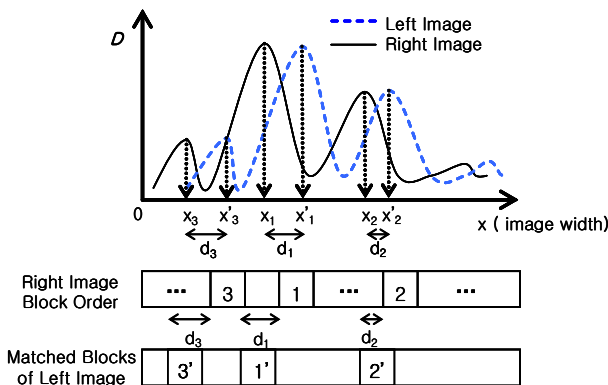 Left Image
D
Right Image
0
x₃ x'₃ x₁ x'₁ x₂ x'₂
x ( image width)
d₃ d₁ d₂
Right Image
Block Order
... 3 1 ... 2 ...
d₃ d₁ d₂
Matched Blocks
of Left Image
3' 1' 2'